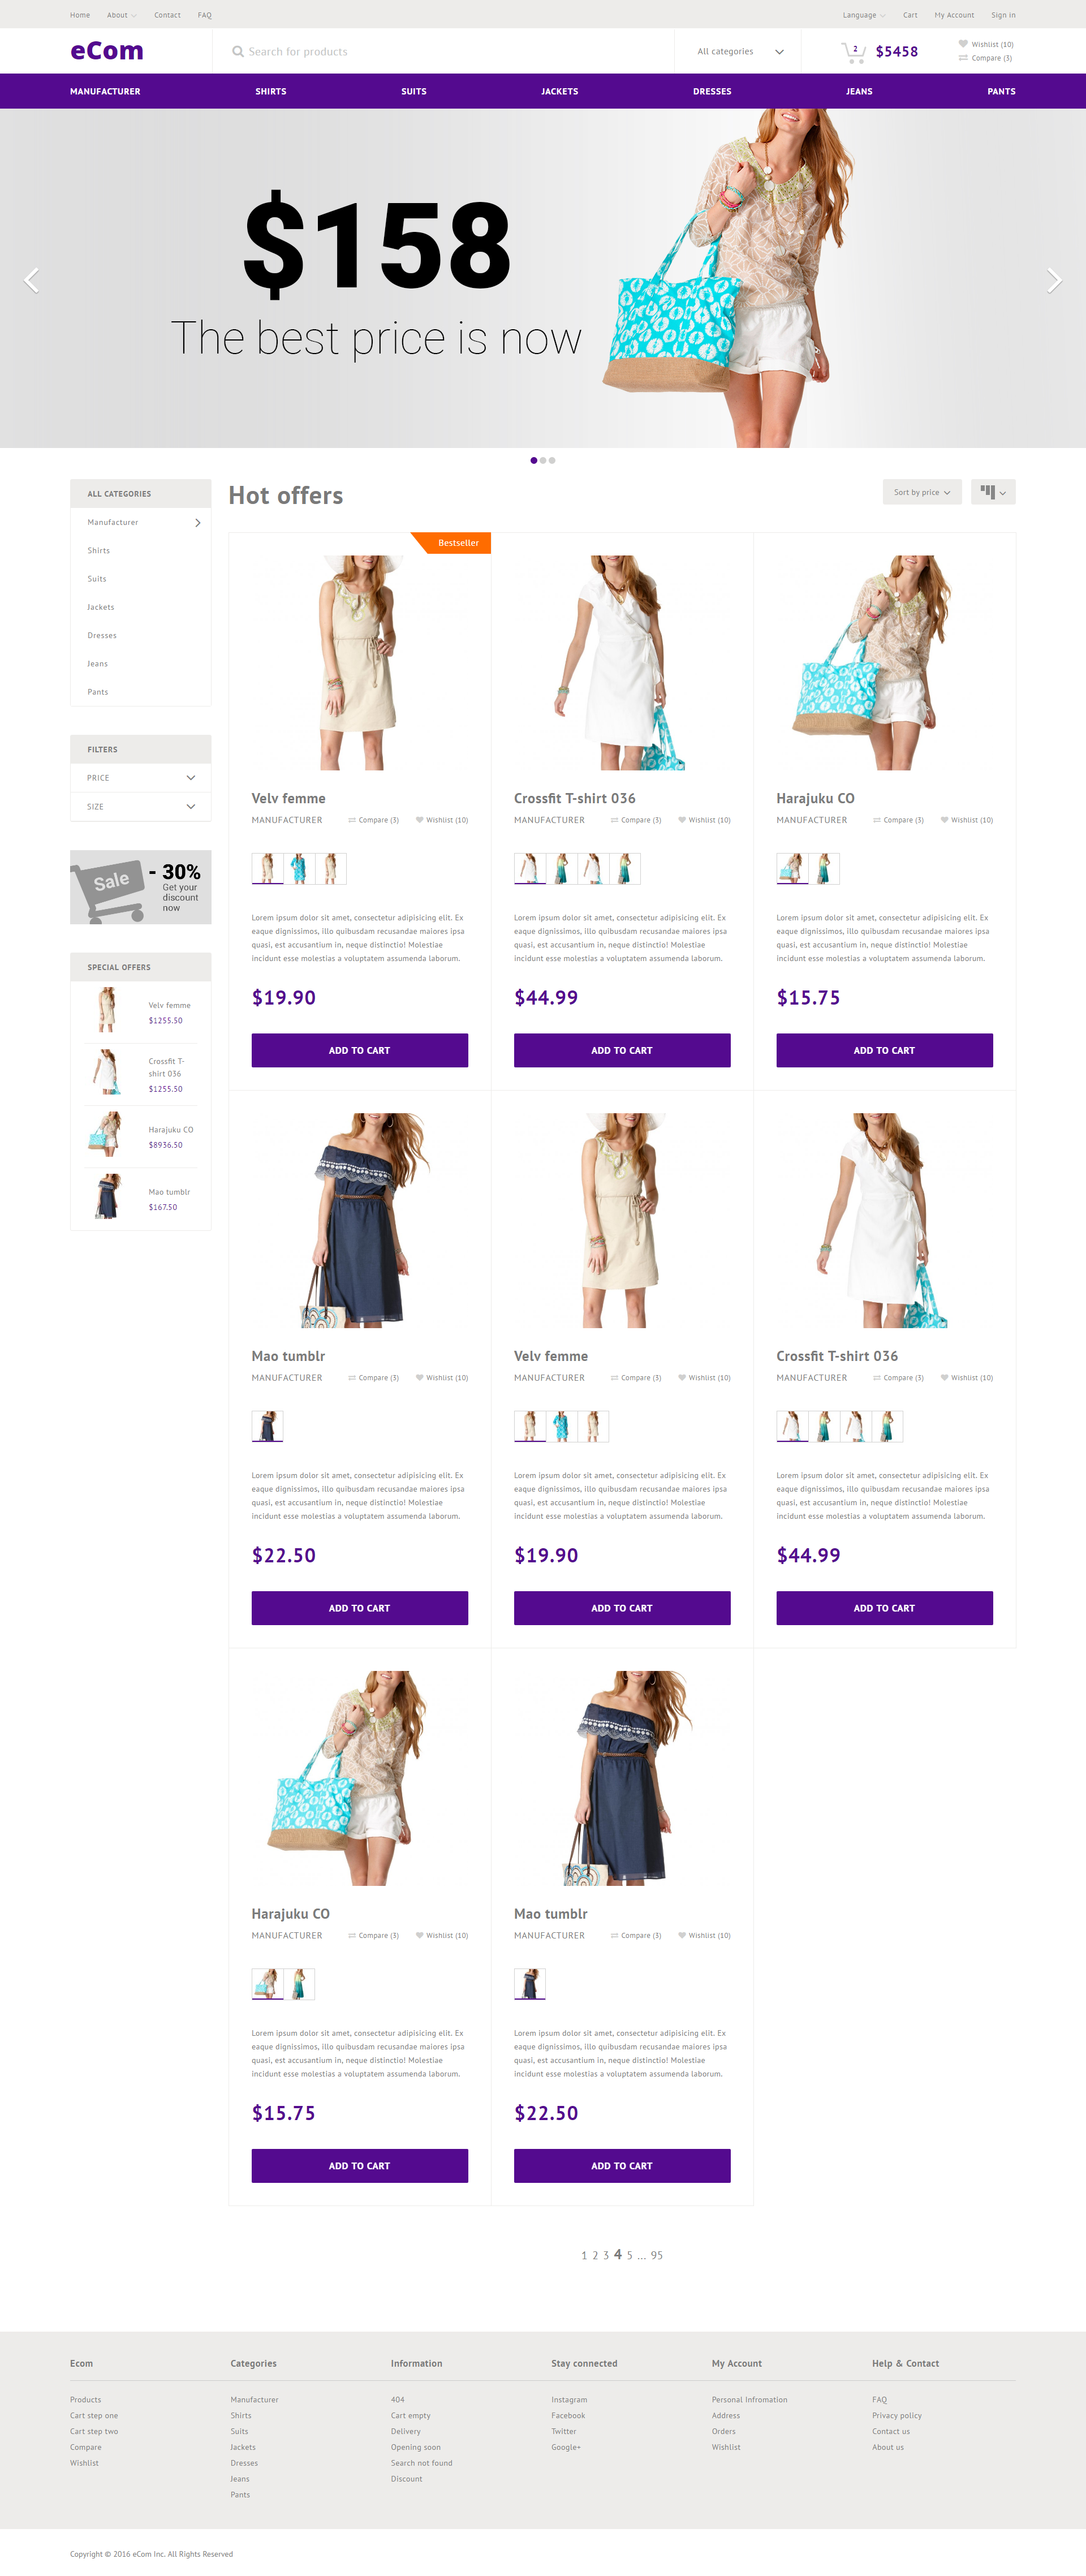 Home About Contact FAQ Language Cart My Account Sign in
eCom Search for products All categories 2 $5458 Wishlist (10)
Compare (3)
MANUFACTURER SHIRTS SUITS JACKETS DRESSES JEANS PANTS
$158
The best price is now
ALL CATEGORIES
Manufacturer
Shirts
Suits
Jackets
Dresses
Jeans
Pants
FILTERS
PRICE
SIZE
Sale
- 30%
Get your
discount
now
SPECIAL OFFERS
Velv femme
$1255.50
Crossfit T-
shirt 036
$1255.50
Harajuku CO
$8936.50
Mao tumblr
$167.50
Hot offers Sort by price
Bestseller
Velv femme
MANUFACTURER Compare (3) Wishlist (10)
Lorem ipsum dolor sit amet, consectetur adipisicing elit. Ex
eaque dignissimos, illo quibusdam recusandae maiores ipsa
quasi, est accusantium in, neque distinctio! Molestiae
incidunt esse molestias a voluptatem assumenda laborum.
$19.90
ADD TO CART
Crossfit T-shirt 036
MANUFACTURER Compare (3) Wishlist (10)
Lorem ipsum dolor sit amet, consectetur adipisicing elit. Ex
eaque dignissimos, illo quibusdam recusandae maiores ipsa
quasi, est accusantium in, neque distinctio! Molestiae
incidunt esse molestias a voluptatem assumenda laborum.
$44.99
ADD TO CART
Harajuku CO
MANUFACTURER Compare (3) Wishlist (10)
Lorem ipsum dolor sit amet, consectetur adipisicing elit. Ex
eaque dignissimos, illo quibusdam recusandae maiores ipsa
quasi, est accusantium in, neque distinctio! Molestiae
incidunt esse molestias a voluptatem assumenda laborum.
$15.75
ADD TO CART
Mao tumblr
MANUFACTURER Compare (3) Wishlist (10)
Lorem ipsum dolor sit amet, consectetur adipisicing elit. Ex
eaque dignissimos, illo quibusdam recusandae maiores ipsa
quasi, est accusantium in, neque distinctio! Molestiae
incidunt esse molestias a voluptatem assumenda laborum.
$22.50
ADD TO CART
Velv femme
MANUFACTURER Compare (3) Wishlist (10)
Lorem ipsum dolor sit amet, consectetur adipisicing elit. Ex
eaque dignissimos, illo quibusdam recusandae maiores ipsa
quasi, est accusantium in, neque distinctio! Molestiae
incidunt esse molestias a voluptatem assumenda laborum.
$19.90
ADD TO CART
Crossfit T-shirt 036
MANUFACTURER Compare (3) Wishlist (10)
Lorem ipsum dolor sit amet, consectetur adipisicing elit. Ex
eaque dignissimos, illo quibusdam recusandae maiores ipsa
quasi, est accusantium in, neque distinctio! Molestiae
incidunt esse molestias a voluptatem assumenda laborum.
$44.99
ADD TO CART
Harajuku CO
MANUFACTURER Compare (3) Wishlist (10)
Lorem ipsum dolor sit amet, consectetur adipisicing elit. Ex
eaque dignissimos, illo quibusdam recusandae maiores ipsa
quasi, est accusantium in, neque distinctio! Molestiae
incidunt esse molestias a voluptatem assumenda laborum.
$15.75
ADD TO CART
Mao tumblr
MANUFACTURER Compare (3) Wishlist (10)
Lorem ipsum dolor sit amet, consectetur adipisicing elit. Ex
eaque dignissimos, illo quibusdam recusandae maiores ipsa
quasi, est accusantium in, neque distinctio! Molestiae
incidunt esse molestias a voluptatem assumenda laborum.
$22.50
ADD TO CART
1 2 3 4 5 ... 95
Ecom
Products
Cart step one
Cart step two
Compare
Wishlist
Categories
Manufacturer
Shirts
Suits
Jackets
Dresses
Jeans
Pants
Information
404
Cart empty
Delivery
Opening soon
Search not found
Discount
Stay connected
Instagram
Facebook
Twitter
Google+
My Account
Personal Infromation
Address
Orders
Wishlist
Help & Contact
FAQ
Privacy policy
Contact us
About us
Copyright © 2016 eCom Inc. All Rights Reserved